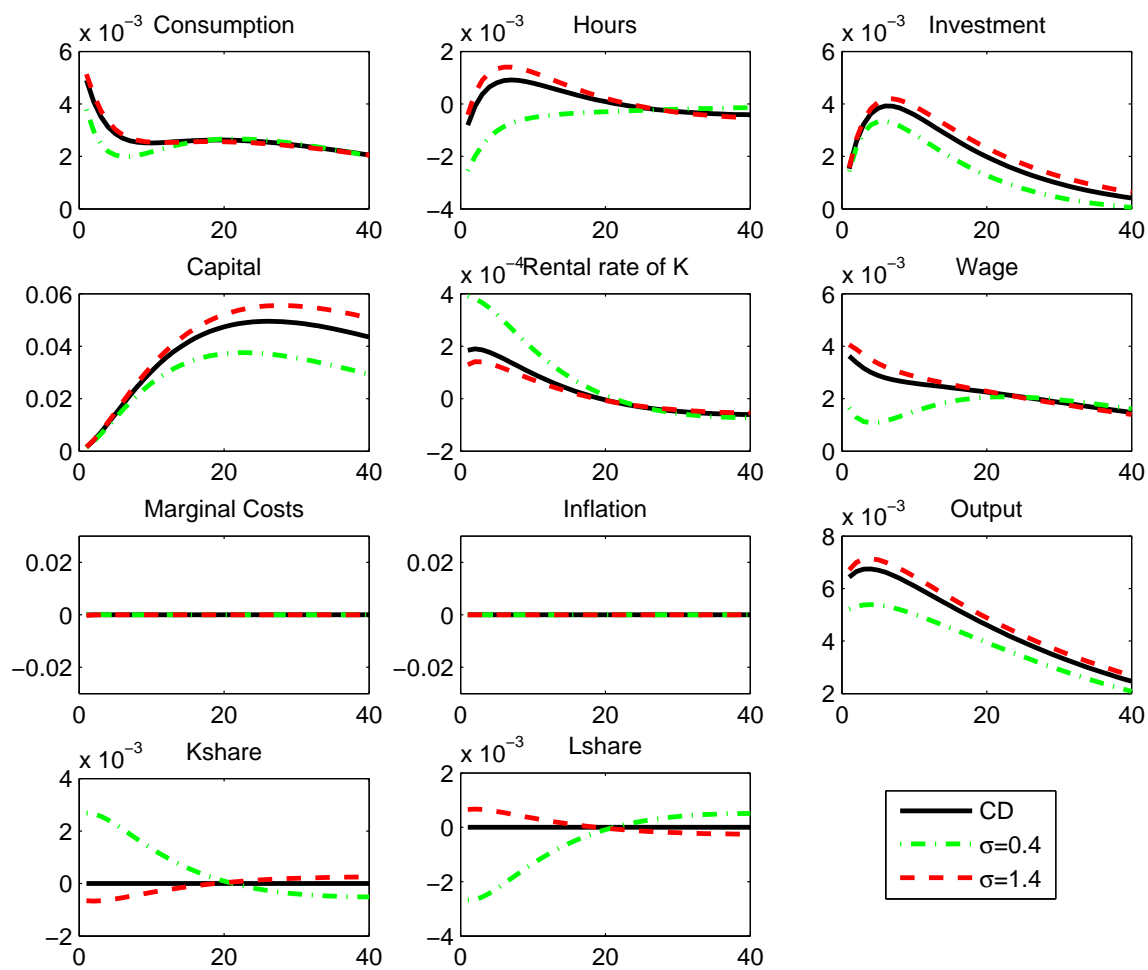 x 10⁻³ Consumption
6
4
2
0
0 20 40
x 10⁻³ Hours
2
0
−2
−4
0 20 40
x 10⁻³ Investment
6
4
2
0
0 20 40
Capital
0.06
0.04
0.02
0
0 20 40
x 10⁻⁴ Rental rate of K
4
2
0
−2
0 20 40
x 10⁻³ Wage
6
4
2
0
0 20 40
Marginal Costs
0.02
0
−0.02
0 20 40
Inflation
0.02
0
−0.02
0 20 40
x 10⁻³ Output
8
6
4
2
0 20 40
x 10⁻³ Kshare
4
2
0
−2
0 20 40
x 10⁻³ Lshare
2
0
−2
−4
0 20 40
CD
σ=0.4
σ=1.4